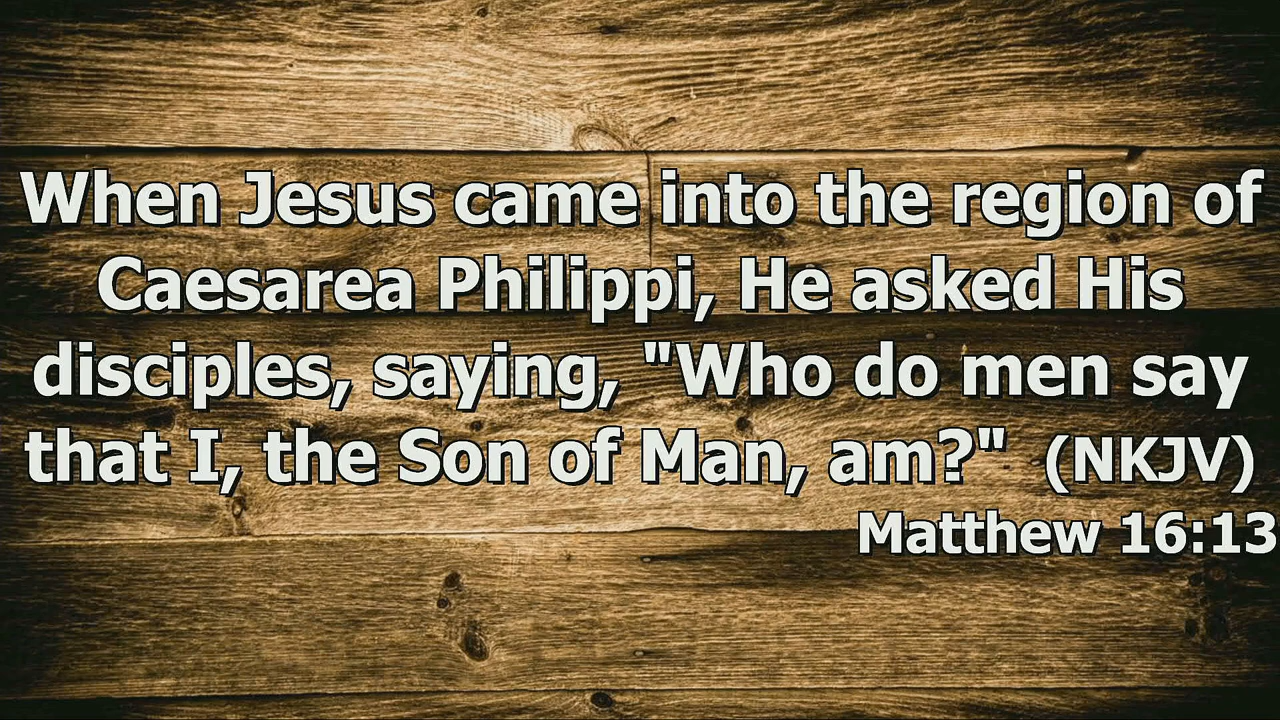 When Jesus came into the region of
Caesarea Philippi, He asked His
disciples, saying, "Who do men say
that I, the Son of Man, am?" (NKJV)
Matthew 16:13